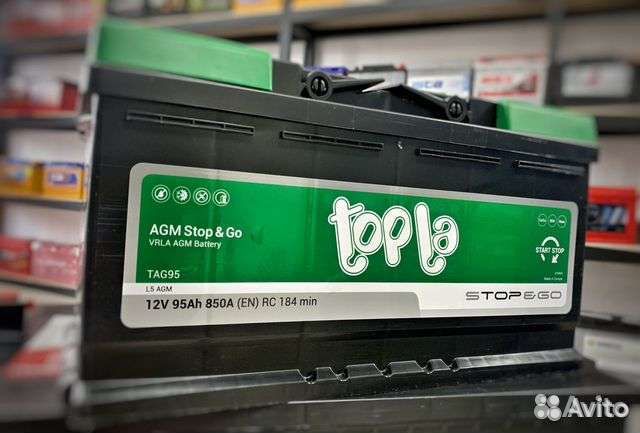 AGM Stop & Go
VRLA AGM Battery
TAG95
L5 AGM
12V 95Ah 850A (EN) RC 184 min
topla
START STOP
STOP&GO
Avito